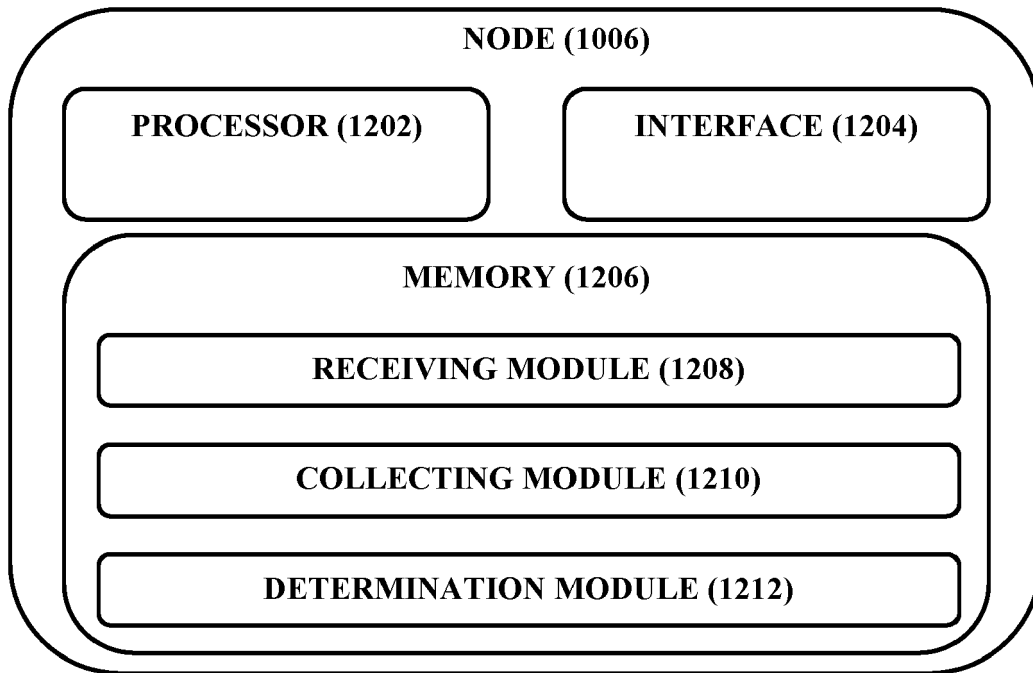 NODE (1006)
PROCESSOR (1202)
INTERFACE (1204)
MEMORY (1206)
RECEIVING MODULE (1208)
COLLECTING MODULE (1210)
DETERMINATION MODULE (1212)